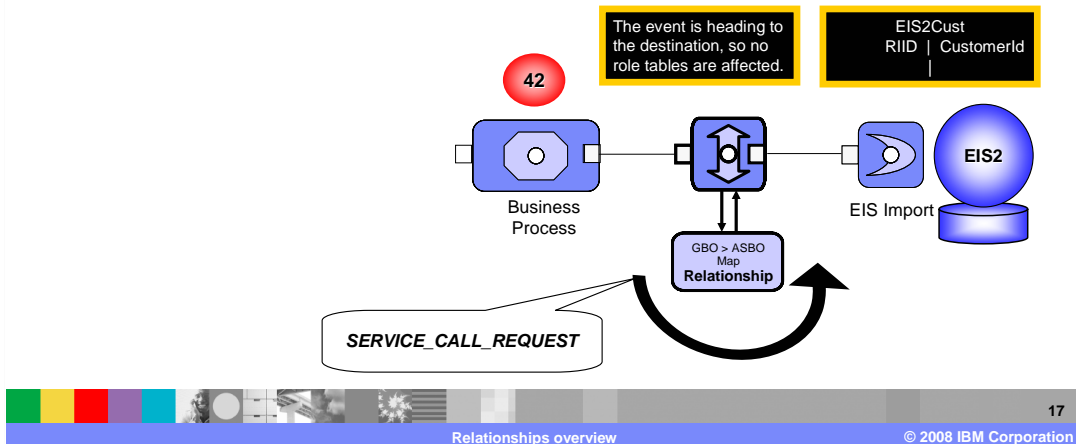 The event is heading to
the destination, so no
role tables are affected.
EIS2Cust
RIID | CustomerId
|
42
EIS2
Business
Process
EIS Import
GBO > ASBO
Map
Relationship
SERVICE_CALL_REQUEST
17
Relationships overview
© 2008 IBM Corporation